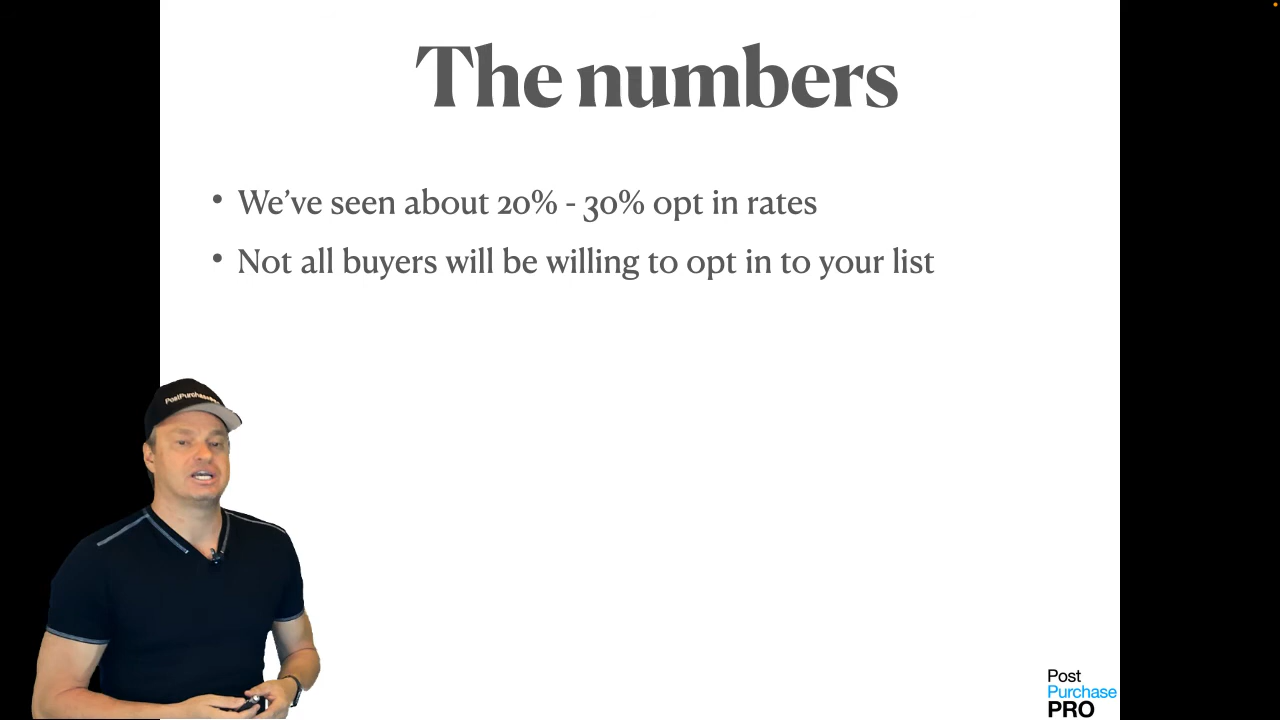 The numbers
• We’ve seen about 20% - 30% opt in rates
• Not all buyers will be willing to opt in to your list
Post
Purchase
PRO